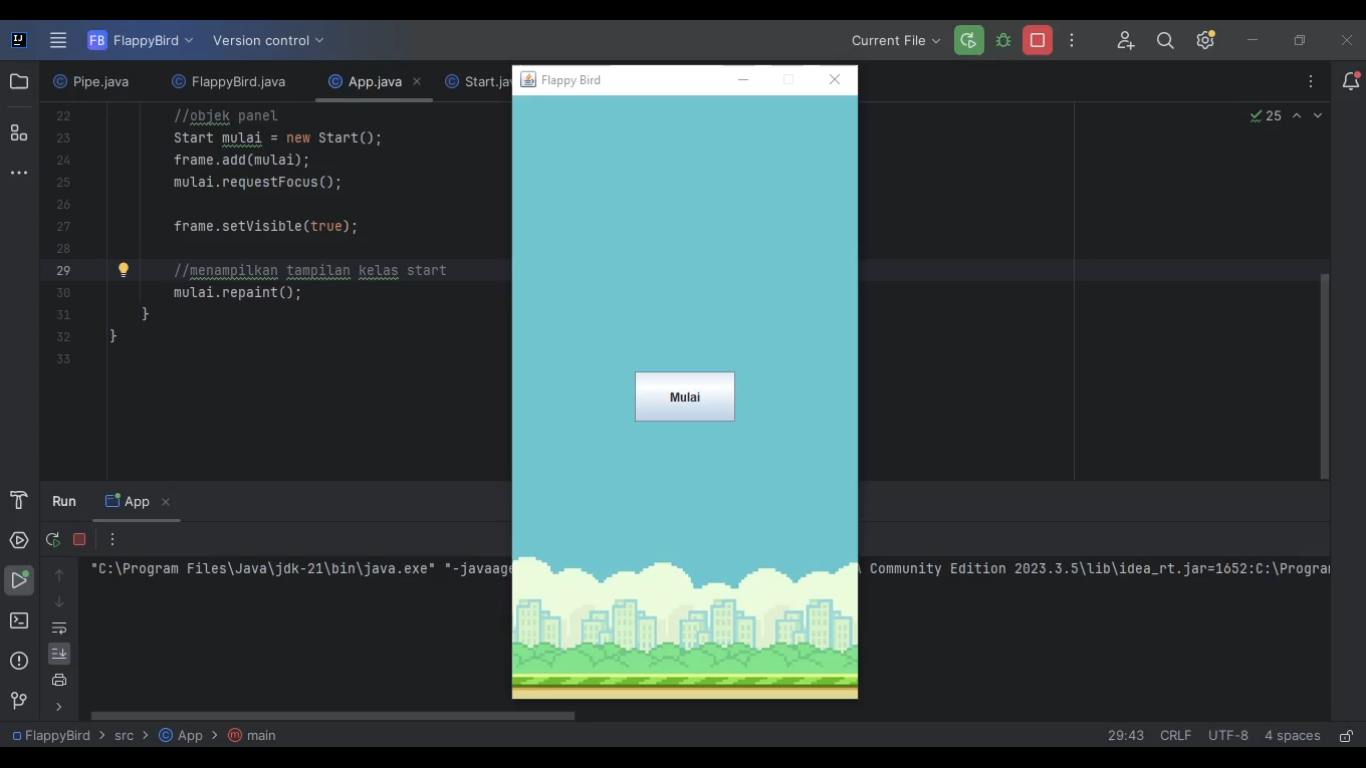 FB FlappyBird Version control Current File
Pipe.java FlappyBird.java App.java Start.ja
Flappy Bird
22 //objek panel
25
23 Start mulai = new Start();
24 frame.add(mulai);
25 mulai.requestFocus();
26
27 frame.setVisible(true);
28
29 //menampilkan tampilan kelas start
30 mulai.repaint();
31 }
32 }
33
Mulai
Run App
"C:\Program Files\Java\jdk-21\bin\java.exe" "-javaage
Community Edition 2023.3.5\lib\idea_rt.jar=1652:C:\Program
FlappyBird > src > App > main 29:43 CRLF UTF-8 4 spaces